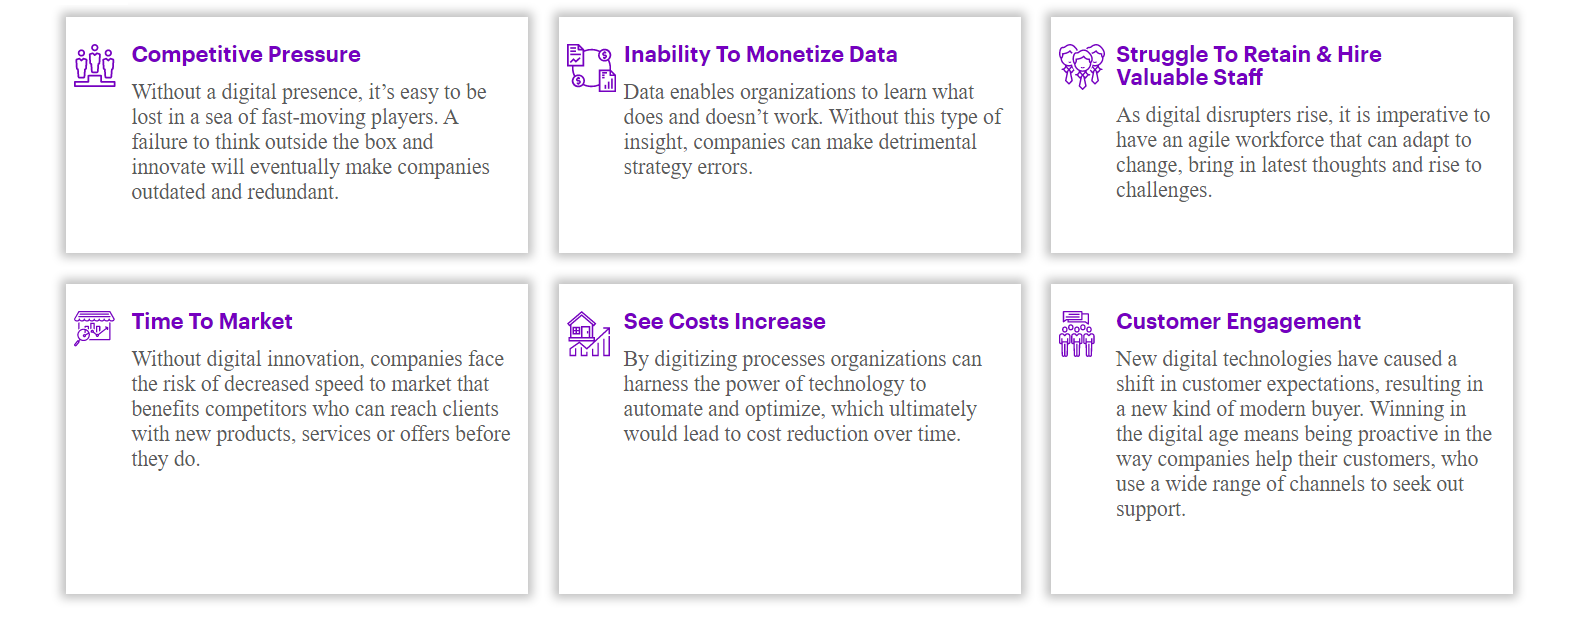 Competitive Pressure
Without a digital presence, it’s easy to be
lost in a sea of fast-moving players. A
failure to think outside the box and
innovate will eventually make companies
outdated and redundant.
Inability To Monetize Data
Data enables organizations to learn what
does and doesn’t work. Without this type of
insight, companies can make detrimental
strategy errors.
Struggle To Retain & Hire
Valuable Staff
As digital disrupters rise, it is imperative to
have an agile workforce that can adapt to
change, bring in latest thoughts and rise to
challenges.
Time To Market
Without digital innovation, companies face
the risk of decreased speed to market that
benefits competitors who can reach clients
with new products, services or offers before
they do.
See Costs Increase
By digitizing processes organizations can
harness the power of technology to
automate and optimize, which ultimately
would lead to cost reduction over time.
Customer Engagement
New digital technologies have caused a
shift in customer expectations, resulting in
a new kind of modern buyer. Winning in
the digital age means being proactive in the
way companies help their customers, who
use a wide range of channels to seek out
support.